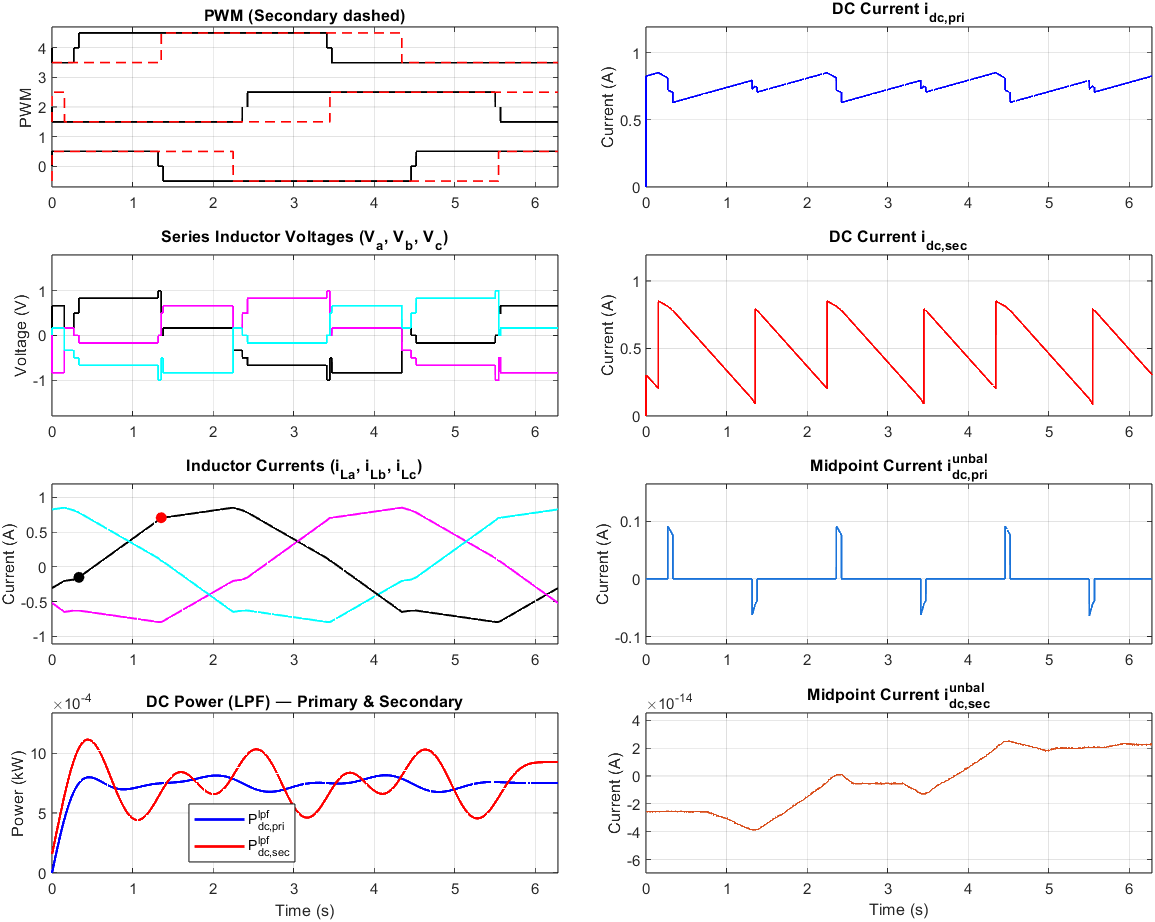 PWM (Secondary dashed)
PWM
4
3
2
1
0
0 1 2 3 4 5 6
DC Current i_dc,pri
Current (A)
1
0.5
0
0 1 2 3 4 5 6
Series Inductor Voltages (V_a, V_b, V_c)
Voltage (V)
1
0
-1
0 1 2 3 4 5 6
DC Current i_dc,sec
Current (A)
1
0.5
0
0 1 2 3 4 5 6
Inductor Currents (i_La, i_Lb, i_Lc)
Current (A)
1
0.5
0
-0.5
-1
0 1 2 3 4 5 6
Midpoint Current i^unbal_dc,pri
Current (A)
0.1
0
-0.1
0 1 2 3 4 5 6
DC Power (LPF) — Primary & Secondary
×10^-4
Power (kW)
10
5
0
P^lpf_dc,pri
P^lpf_dc,sec
0 1 2 3 4 5 6
Time (s)
Midpoint Current i^unbal_dc,sec
×10^-14
Current (A)
4
2
0
-2
-4
-6
0 1 2 3 4 5 6
Time (s)